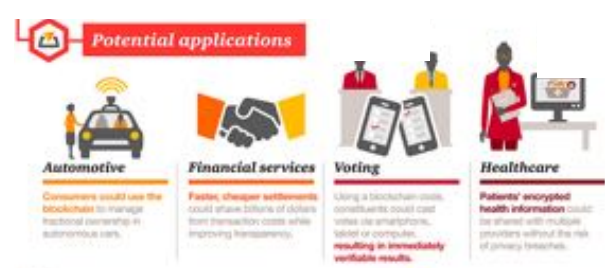 Potential applications
Automotive
Consumers could use the
blockchain to manage
fractional ownership in
autonomous cars.
Financial services
Faster, cheaper settlements
could shave billions of dollars
from transaction costs while
improving transparency.
Voting
Using a blockchain code,
constituents could cast
votes via smartphone,
tablet or computer,
resulting in immediately
verifiable results.
Healthcare
Patients' encrypted
health information could
be shared with multiple
providers without the risk
of privacy breaches.